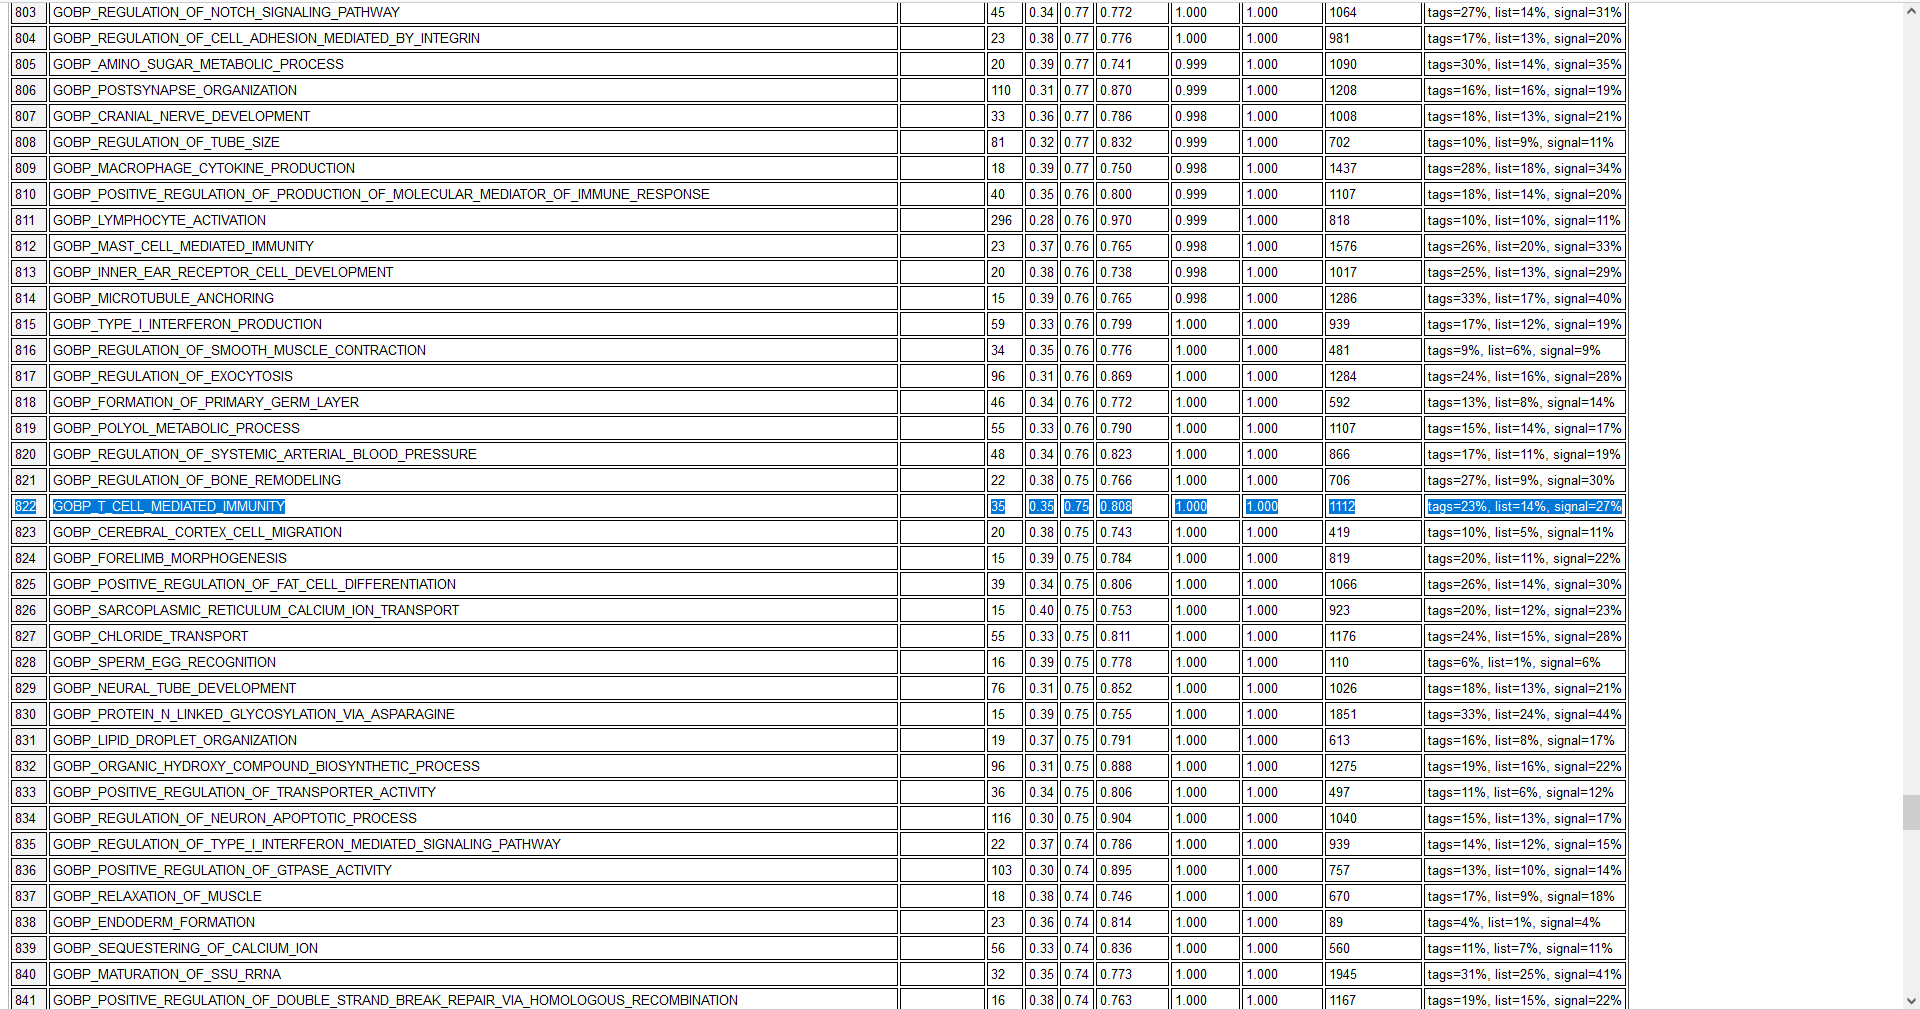 803 GOBP_REGULATION_OF_NOTCH_SIGNALING_PATHWAY 45 0.34 0.77 0.772 1.000 1.000 1064 tags=27%, list=14%, signal=31%
804 GOBP_REGULATION_OF_CELL_ADHESION_MEDIATED_BY_INTEGRIN 23 0.38 0.77 0.776 1.000 1.000 981 tags=17%, list=13%, signal=20%
805 GOBP_AMINO_SUGAR_METABOLIC_PROCESS 20 0.39 0.77 0.741 0.999 1.000 1090 tags=30%, list=14%, signal=35%
806 GOBP_POSTSYNAPSE_ORGANIZATION 110 0.31 0.77 0.870 0.999 1.000 1208 tags=16%, list=16%, signal=19%
807 GOBP_CRANIAL_NERVE_DEVELOPMENT 33 0.36 0.77 0.786 0.998 1.000 1008 tags=18%, list=13%, signal=21%
808 GOBP_REGULATION_OF_TUBE_SIZE 81 0.32 0.77 0.832 0.999 1.000 702 tags=10%, list=9%, signal=11%
809 GOBP_MACROPHAGE_CYTOKINE_PRODUCTION 18 0.39 0.77 0.750 0.998 1.000 1437 tags=28%, list=18%, signal=34%
810 GOBP_POSITIVE_REGULATION_OF_PRODUCTION_OF_MOLECULAR_MEDIATOR_OF_IMMUNE_RESPONSE 40 0.35 0.76 0.800 0.999 1.000 1107 tags=18%, list=14%, signal=20%
811 GOBP_LYMPHOCYTE_ACTIVATION 296 0.28 0.76 0.970 0.999 1.000 818 tags=10%, list=10%, signal=11%
812 GOBP_MAST_CELL_MEDIATED_IMMUNITY 23 0.37 0.76 0.765 0.998 1.000 1576 tags=26%, list=20%, signal=33%
813 GOBP_INNER_EAR_RECEPTOR_CELL_DEVELOPMENT 20 0.38 0.76 0.738 0.998 1.000 1017 tags=25%, list=13%, signal=29%
814 GOBP_MICROTUBULE_ANCHORING 15 0.39 0.76 0.765 0.998 1.000 1286 tags=33%, list=17%, signal=40%
815 GOBP_TYPE_I_INTERFERON_PRODUCTION 59 0.33 0.76 0.799 1.000 1.000 939 tags=17%, list=12%, signal=19%
816 GOBP_REGULATION_OF_SMOOTH_MUSCLE_CONTRACTION 34 0.35 0.76 0.776 1.000 1.000 481 tags=9%, list=6%, signal=9%
817 GOBP_REGULATION_OF_EXOCYTOSIS 96 0.31 0.76 0.869 1.000 1.000 1284 tags=24%, list=16%, signal=28%
818 GOBP_FORMATION_OF_PRIMARY_GERM_LAYER 46 0.34 0.76 0.772 1.000 1.000 592 tags=13%, list=8%, signal=14%
819 GOBP_POLYOL_METABOLIC_PROCESS 55 0.33 0.76 0.790 1.000 1.000 1107 tags=15%, list=14%, signal=17%
820 GOBP_REGULATION_OF_SYSTEMIC_ARTERIAL_BLOOD_PRESSURE 48 0.34 0.76 0.823 1.000 1.000 866 tags=17%, list=11%, signal=19%
821 GOBP_REGULATION_OF_BONE_REMODELING 22 0.38 0.75 0.766 1.000 1.000 706 tags=27%, list=9%, signal=30%
822 GOBP_T_CELL_MEDIATED_IMMUNITY 35 0.35 0.75 0.808 1.000 1.000 1112 tags=23%, list=14%, signal=27%
823 GOBP_CEREBRAL_CORTEX_CELL_MIGRATION 20 0.38 0.75 0.743 1.000 1.000 419 tags=10%, list=5%, signal=11%
824 GOBP_FORELIMB_MORPHOGENESIS 15 0.39 0.75 0.784 1.000 1.000 819 tags=20%, list=11%, signal=22%
825 GOBP_POSITIVE_REGULATION_OF_FAT_CELL_DIFFERENTIATION 39 0.34 0.75 0.806 1.000 1.000 1066 tags=26%, list=14%, signal=30%
826 GOBP_SARCOPLASMIC_RETICULUM_CALCIUM_ION_TRANSPORT 15 0.40 0.75 0.753 1.000 1.000 923 tags=20%, list=12%, signal=23%
827 GOBP_CHLORIDE_TRANSPORT 55 0.33 0.75 0.811 1.000 1.000 1176 tags=24%, list=15%, signal=28%
828 GOBP_SPERM_EGG_RECOGNITION 16 0.39 0.75 0.778 1.000 1.000 110 tags=6%, list=1%, signal=6%
829 GOBP_NEURAL_TUBE_DEVELOPMENT 76 0.31 0.75 0.852 1.000 1.000 1026 tags=18%, list=13%, signal=21%
830 GOBP_PROTEIN_N_LINKED_GLYCOSYLATION_VIA_ASPARAGINE 15 0.39 0.75 0.755 1.000 1.000 1851 tags=33%, list=24%, signal=44%
831 GOBP_LIPID_DROPLET_ORGANIZATION 19 0.37 0.75 0.791 1.000 1.000 613 tags=16%, list=8%, signal=17%
832 GOBP_ORGANIC_HYDROXY_COMPOUND_BIOSYNTHETIC_PROCESS 96 0.31 0.75 0.888 1.000 1.000 1275 tags=19%, list=16%, signal=22%
833 GOBP_POSITIVE_REGULATION_OF_TRANSPORTER_ACTIVITY 36 0.34 0.75 0.806 1.000 1.000 497 tags=11%, list=6%, signal=12%
834 GOBP_REGULATION_OF_NEURON_APOPTOTIC_PROCESS 116 0.30 0.75 0.904 1.000 1.000 1040 tags=15%, list=13%, signal=17%
835 GOBP_REGULATION_OF_TYPE_I_INTERFERON_MEDIATED_SIGNALING_PATHWAY 22 0.37 0.74 0.786 1.000 1.000 939 tags=14%, list=12%, signal=15%
836 GOBP_POSITIVE_REGULATION_OF_GTPASE_ACTIVITY 103 0.30 0.74 0.895 1.000 1.000 757 tags=13%, list=10%, signal=14%
837 GOBP_RELAXATION_OF_MUSCLE 18 0.38 0.74 0.746 1.000 1.000 670 tags=17%, list=9%, signal=18%
838 GOBP_ENDODERM_FORMATION 23 0.36 0.74 0.814 1.000 1.000 89 tags=4%, list=1%, signal=4%
839 GOBP_SEQUESTERING_OF_CALCIUM_ION 56 0.33 0.74 0.836 1.000 1.000 560 tags=11%, list=7%, signal=11%
840 GOBP_MATURATION_OF_SSU_RRNA 32 0.35 0.74 0.773 1.000 1.000 1945 tags=31%, list=25%, signal=41%
841 GOBP_POSITIVE_REGULATION_OF_DOUBLE_STRAND_BREAK_REPAIR_VIA_HOMOLOGOUS_RECOMBINATION 16 0.38 0.74 0.763 1.000 1.000 1167 tags=19%, list=15%, signal=22%